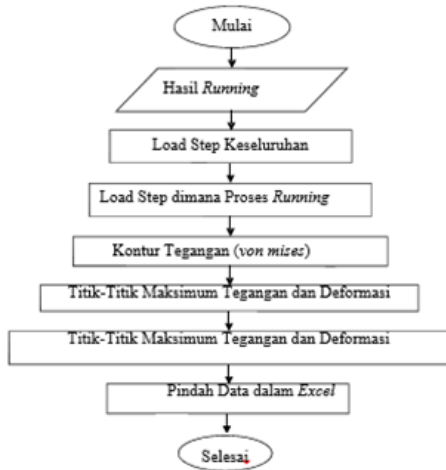 Mulai
Hasil Running
Load Step Keseluruhan
Load Step dimana Proses Running
Kontur Tegangan (von mises)
Titik-Titik Maksimum Tegangan dan Deformasi
Titik-Titik Maksimum Tegangan dan Deformasi
Pindah Data dalam Excel
Selesai